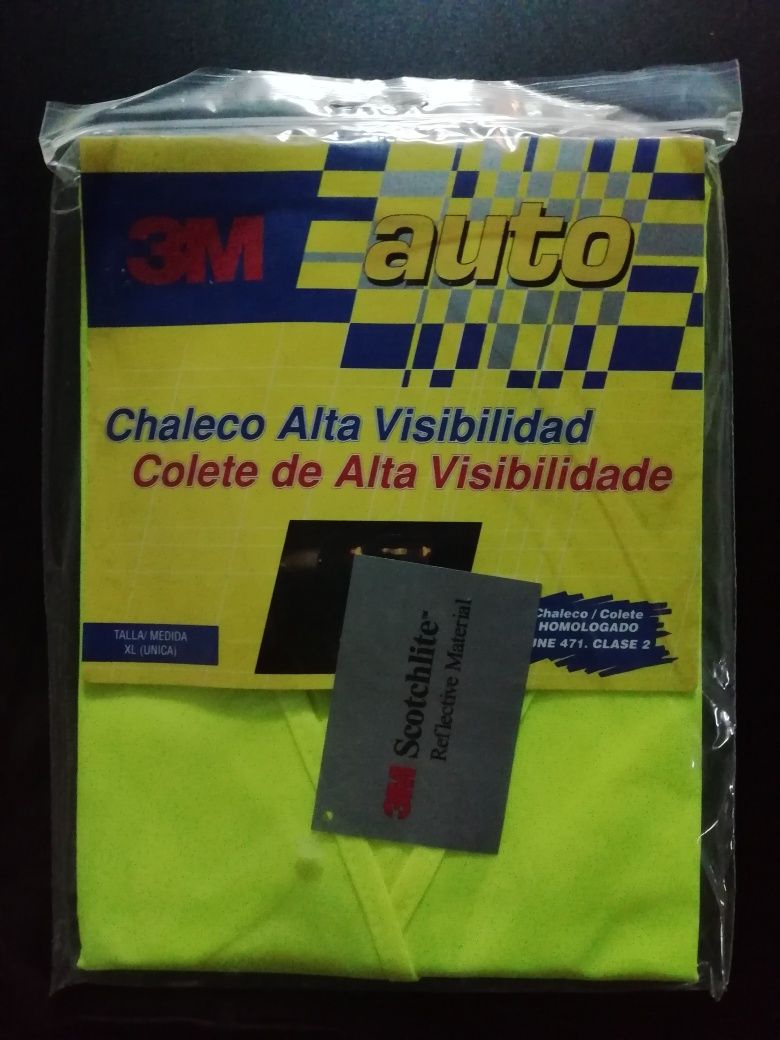 3M
auto
Chaleco Alta Visibilidad
Colete de Alta Visibilidade
TALLA/ MEDIDA
XL (UNICA)
Chaleco / Colete
HOMOLOGADO
UNE 471. CLASE 2
3M Scotchlite™
Reflective Material